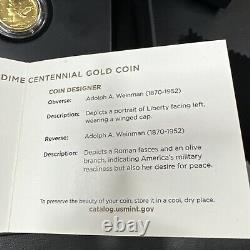 DIME CENTENNIAL GOLD COIN
COIN DESIGNER
Obverse: Adolph A. Weinman (1870-1952)
Description: Depicts a portrait of Liberty facing left,
wearing a winged cap.
Reverse: Adolph A. Weinman (1870-1952)
Description: Depicts a Roman fasces and an olive
branch, indicating America's military
readiness but also her desire for peace.
To preserve the beauty of your coin, store it in a cool, dry place.
catalog.usmint.gov